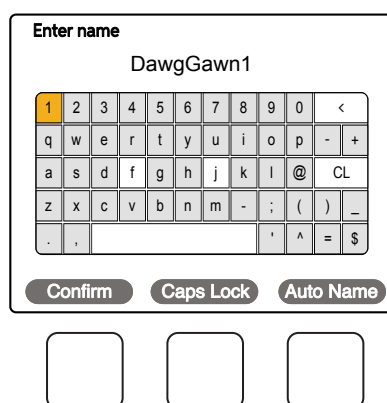 Enter name
DawgGawn1
1 2 3 4 5 6 7 8 9 0 <
q w e r t y u i o p - +
a s d f g h j k l @ CL
z x c v b n m - ; ( ) _
. , ' ^ = $
Confirm Caps Lock Auto Name